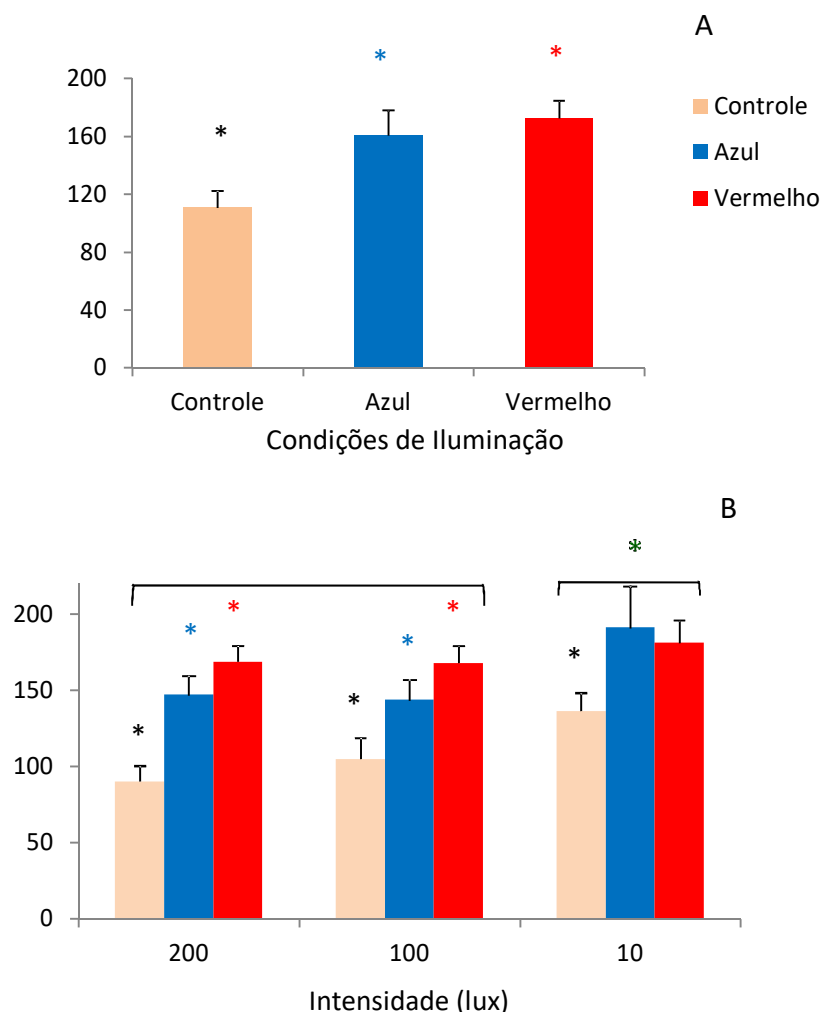 A
*
*
*
200
160
120
80
40
0
Controle
Azul
Vermelho
Controle Azul Vermelho
Condições de Iluminação
B
*
* * * * * * *
200
150
100
50
0
200 100 10
Intensidade (lux)